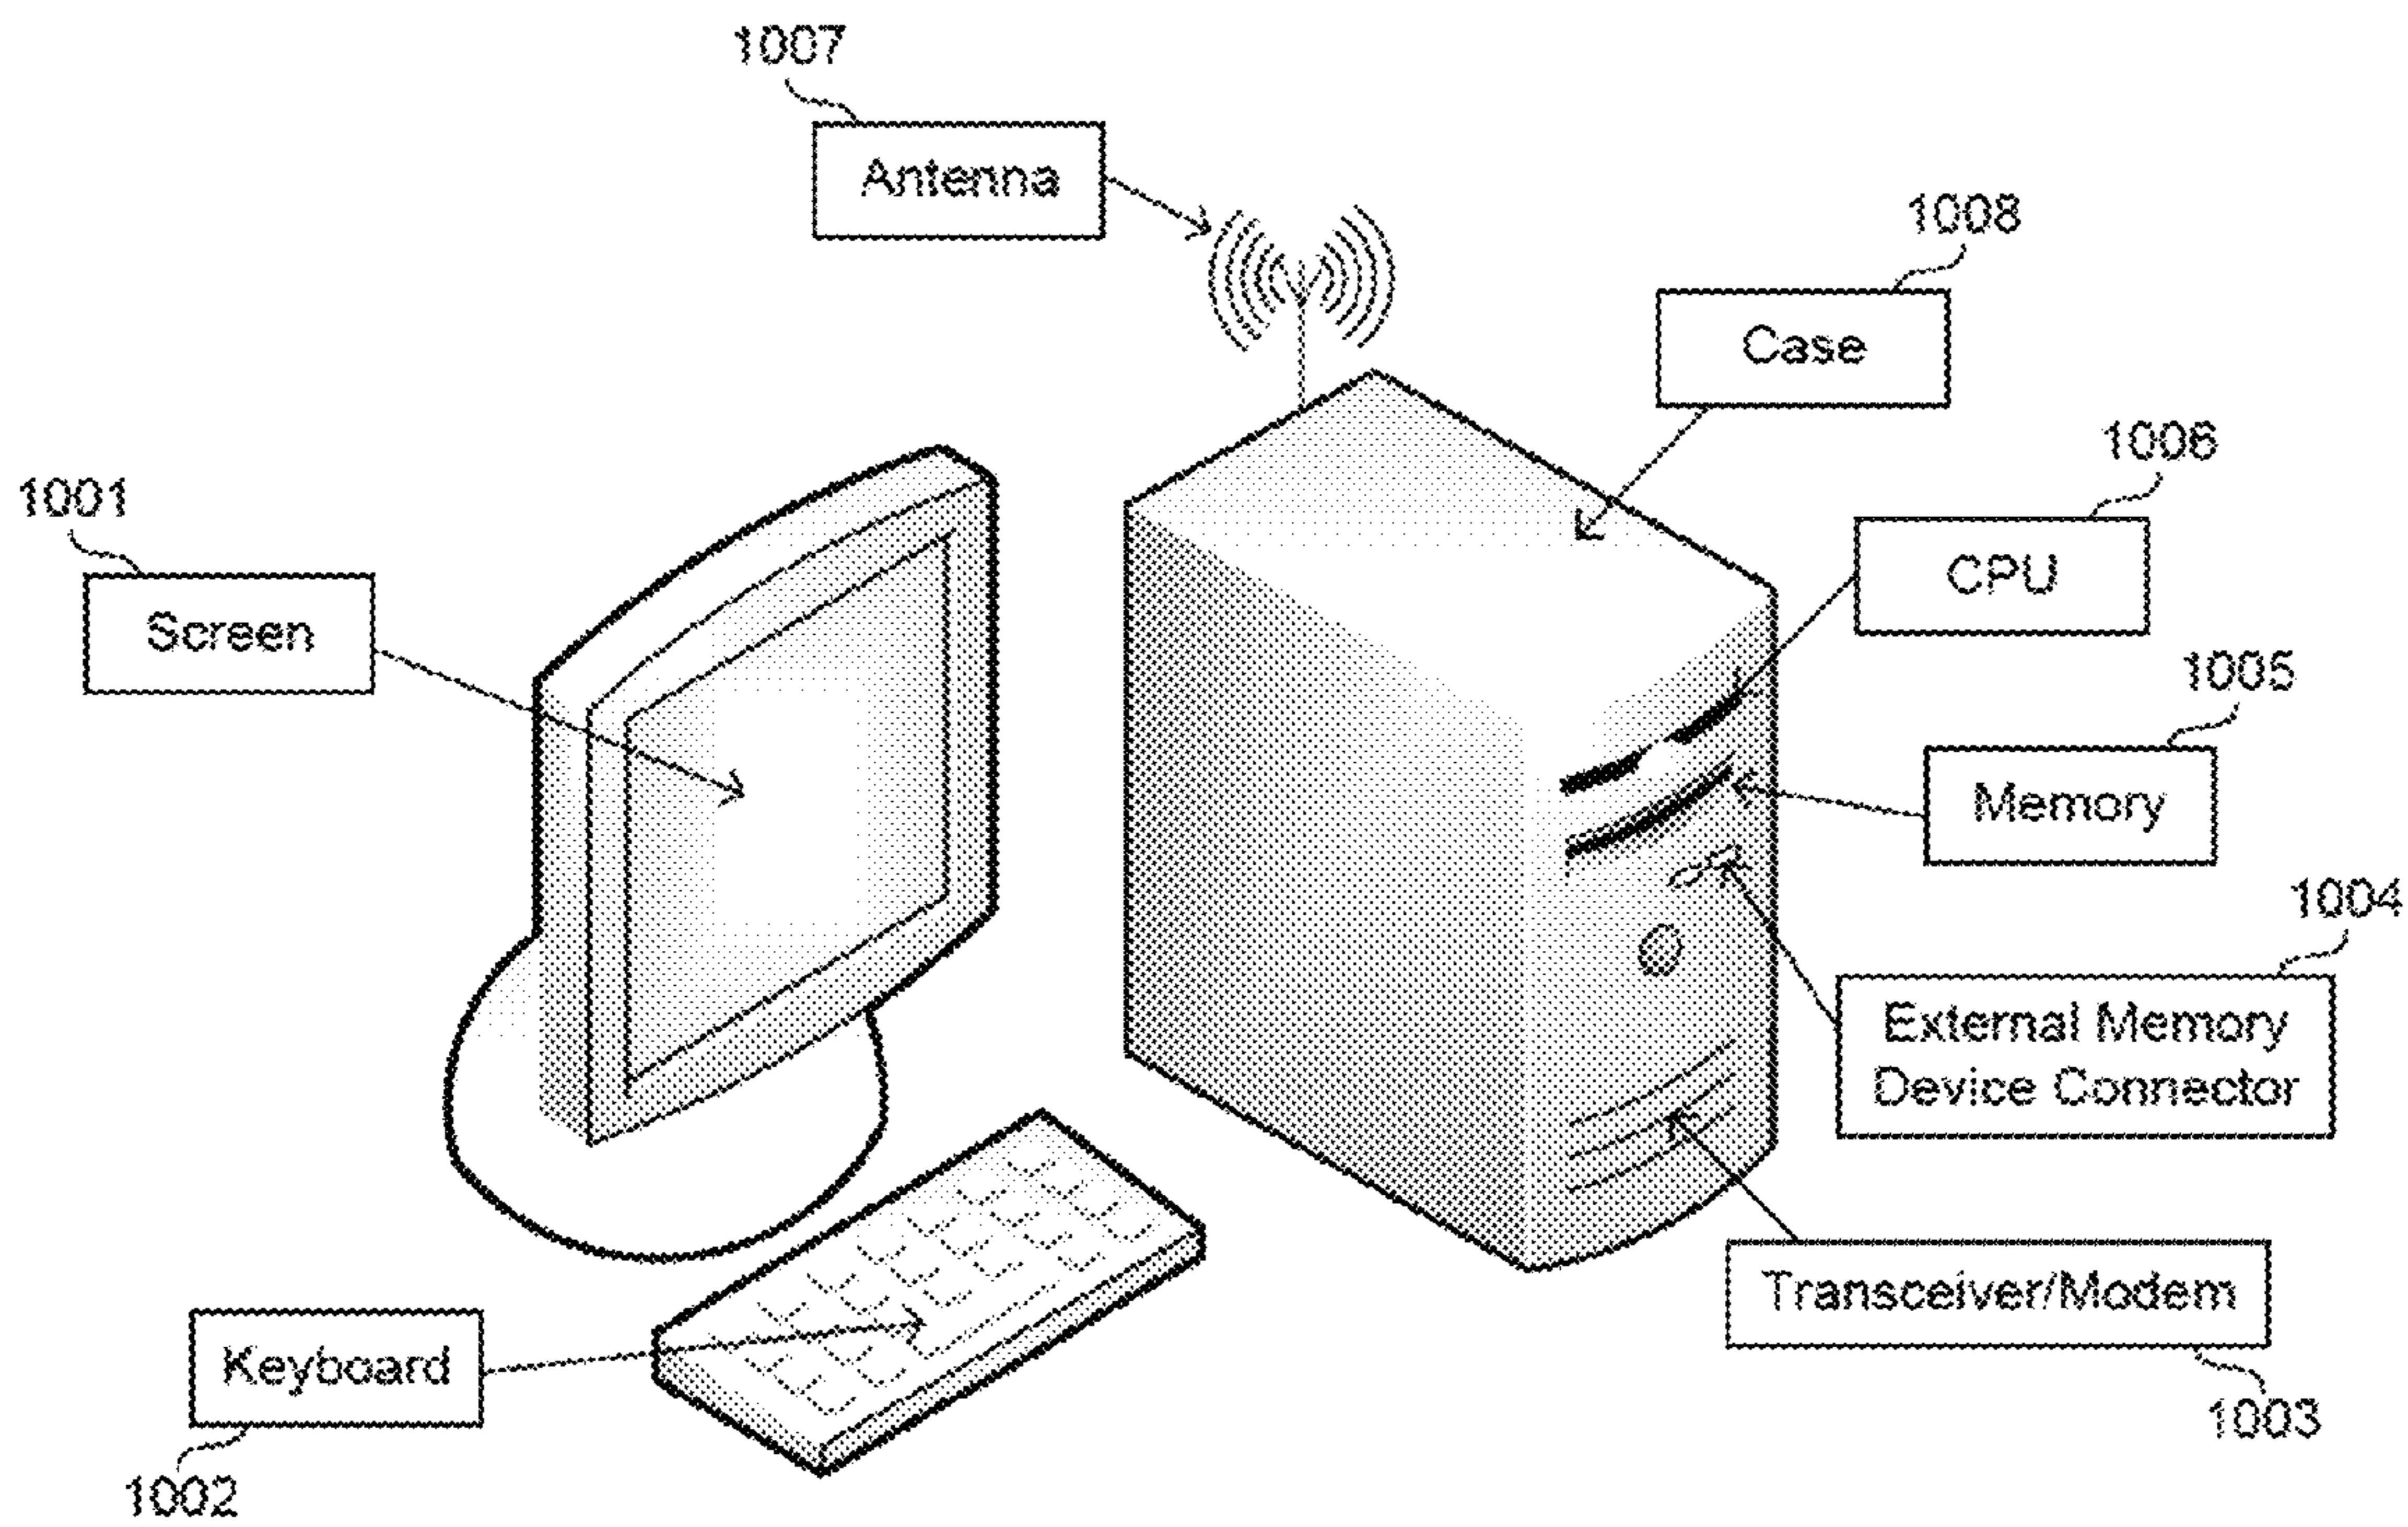 1007
Antenna
1008
Case
1006
CPU
1001
Screen
1005
Memory
1004
External Memory
Device Connector
Transceiver/Modem
1003
Keyboard
1002